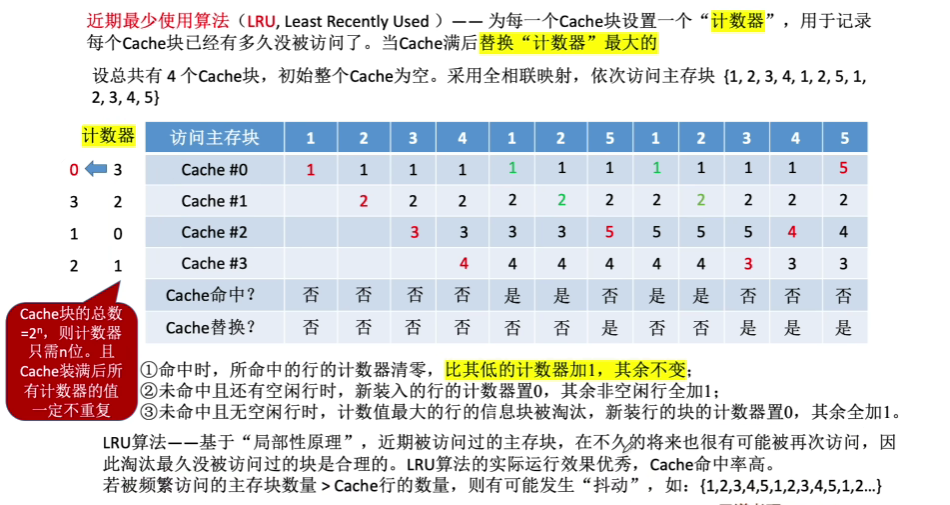 近期最少使用算法（LRU, Least Recently Used ）—— 为每一个Cache块设置一个“计数器”，用于记录
每个Cache块已经有多久没被访问了。当Cache满后替换“计数器”最大的
设总共有 4 个Cache块，初始整个Cache为空。采用全相联映射，依次访问主存块 {1, 2, 3, 4, 1, 2, 5, 1,
2, 3, 4, 5}
计数器 访问主存块 1 2 3 4 1 2 5 1 2 3 4 5
0 3 Cache #0 1 1 1 1 1 1 1 1 1 1 1 5
3 2 Cache #1 2 2 2 2 2 2 2 2 2 2 2
1 0 Cache #2 3 3 3 3 5 5 5 5 4 4
2 1 Cache #3 4 4 4 4 4 4 3 3 3
Cache命中? 否 否 否 否 是 是 否 是 是 否 否 否
Cache替换? 否 否 否 否 否 否 是 否 否 是 是 是
Cache块的总数
=2ⁿ，则计数器
只需n位。且
Cache装满后所
有计数器的值
一定不重复
①命中时，所命中的行的计数器清零，比其低的计数器加1，其余不变；
②未命中且还有空闲行时，新装入的行的计数器置0，其余非空闲行全加1；
③未命中且无空闲行时，计数值最大的行的信息块被淘汰，新装行的块的计数器置0，其余全加1。
LRU算法——基于“局部性原理”，近期被访问过的主存块，在不久的将来也很有可能被再次访问，因
此淘汰最久没被访问过的块是合理的。LRU算法的实际运行效果优秀，Cache命中率高。
若被频繁访问的主存块数量 > Cache行的数量，则有可能发生“抖动”，如：{1,2,3,4,5,1,2,3,4,5,1,2…}